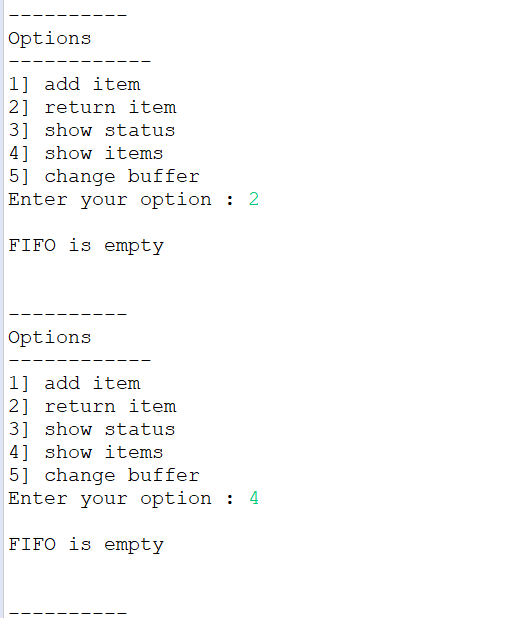 ----------
Options
------------
1] add item
2] return item
3] show status
4] show items
5] change buffer
Enter your option : 2
FIFO is empty
----------
Options
------------
1] add item
2] return item
3] show status
4] show items
5] change buffer
Enter your option : 4
FIFO is empty
----------